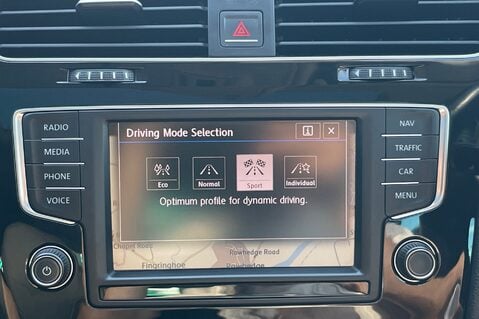 RADIO
MEDIA
PHONE
VOICE
Driving Mode Selection
Eco
Normal
Sport
Individual
Optimum profile for dynamic driving.
Chapel Road
Rowhedge Road
Fingringhoe
NAV
TRAFFIC
CAR
MENU